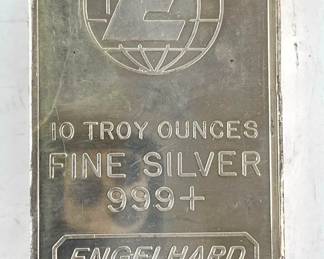 E
10 TROY OUNCES
FINE SILVER
999+
ENGELHARD